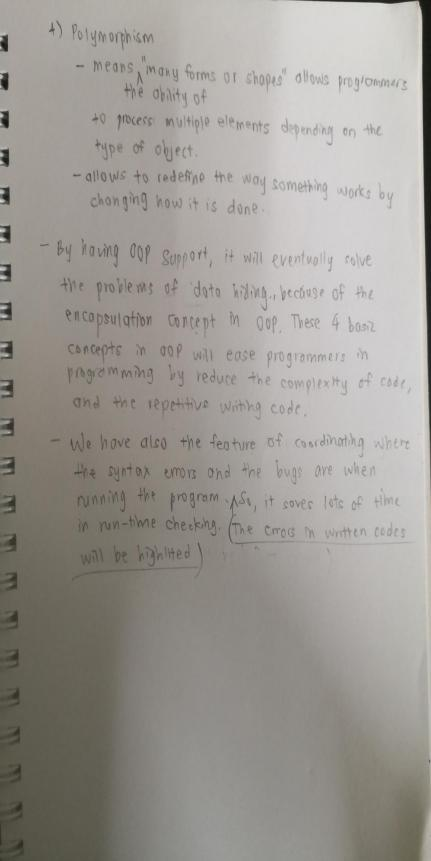 4) Polymorphism
- means "many forms or shapes" allows programmers
the ability of
to process multiple elements depending on the
type of object.
- allows to redefine the way something works by
changing how it is done.
- By having OOP support, it will eventually solve
the problems of data hiding, because of the
encapsulation concept in OOP. These 4 basic
concepts in OOP will ease programmers in
programming by reduce the complexity of code,
and the repetitive writing code.
- We have also the feature of coordinating where
the syntax errors and the bugs are when
running the program. So, it saves lots of time
in run-time checking. (The errors in written codes
will be highlited)